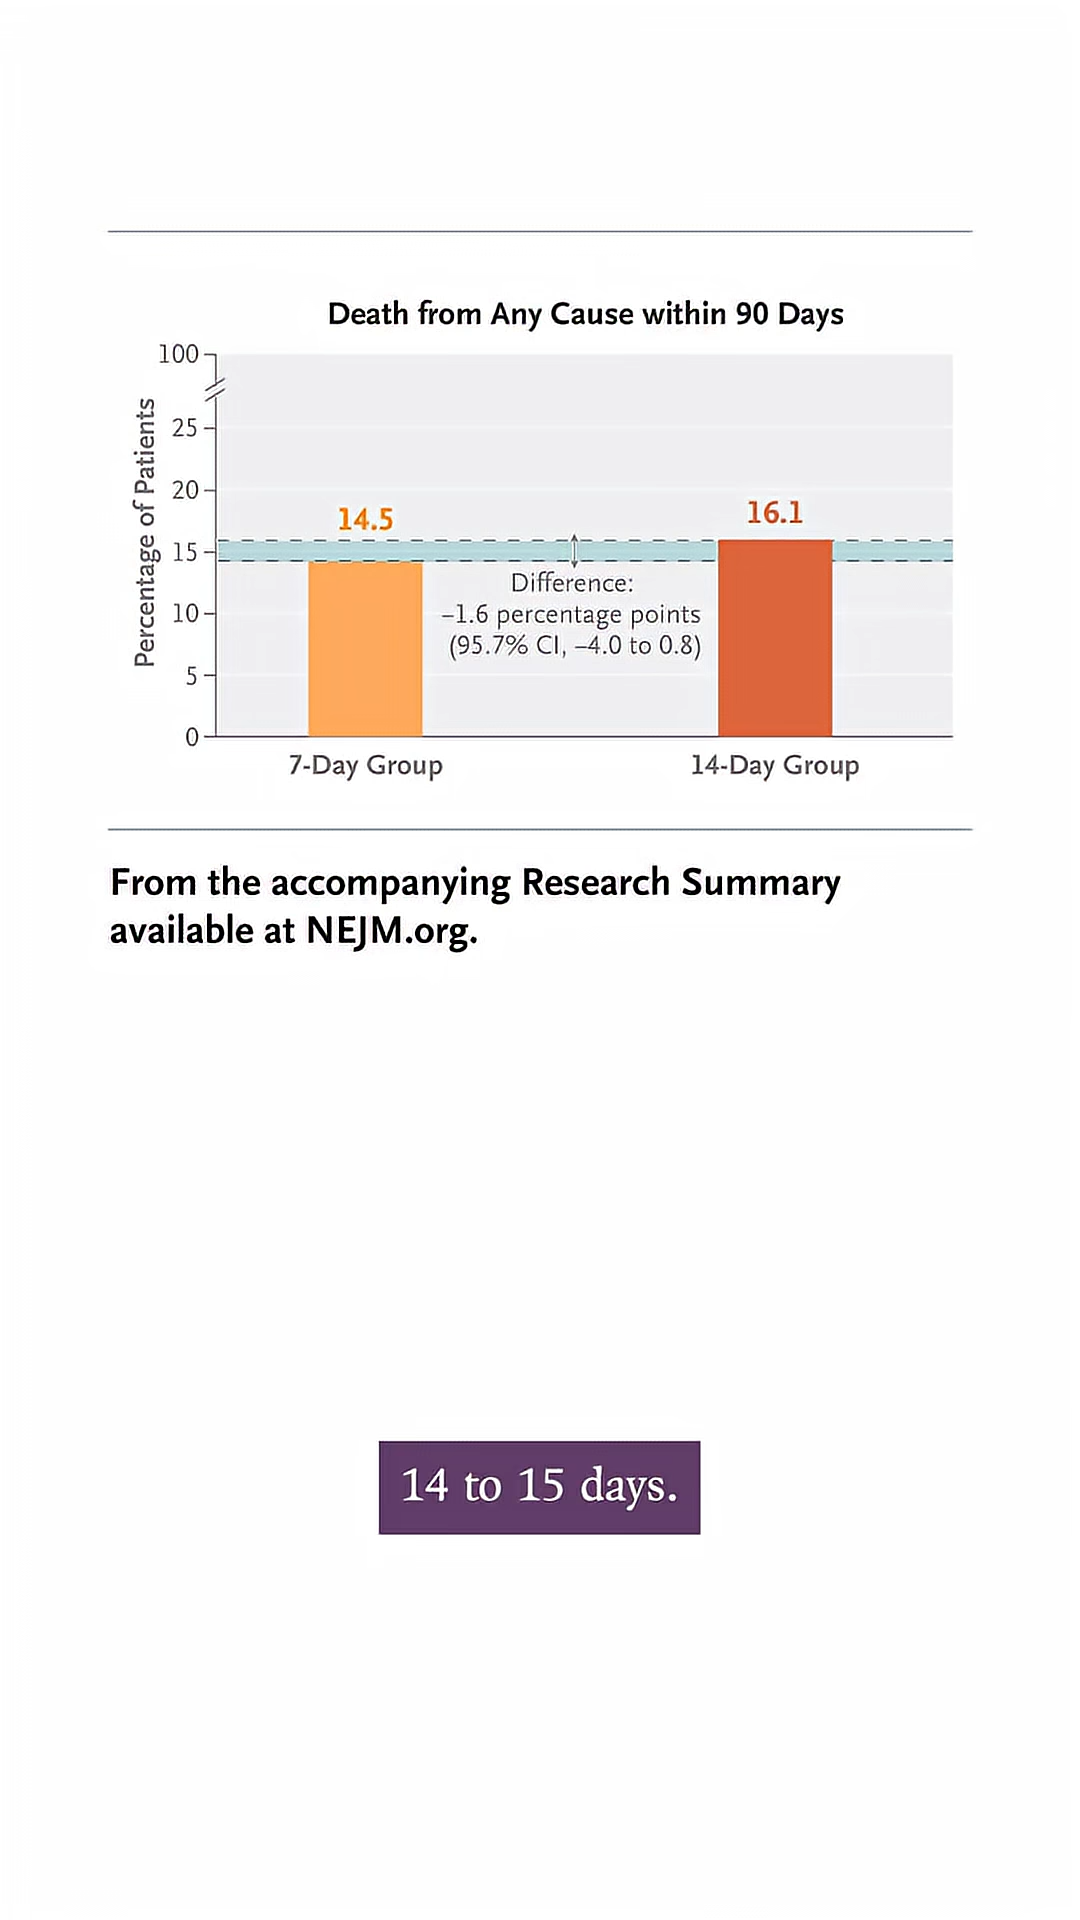 Death from Any Cause within 90 Days
100
25
20
15
10
5
0
Percentage of Patients
14.5
16.1
Difference:
–1.6 percentage points
(95.7% CI, –4.0 to 0.8)
7-Day Group
14-Day Group
From the accompanying Research Summary
available at NEJM.org.
14 to 15 days.